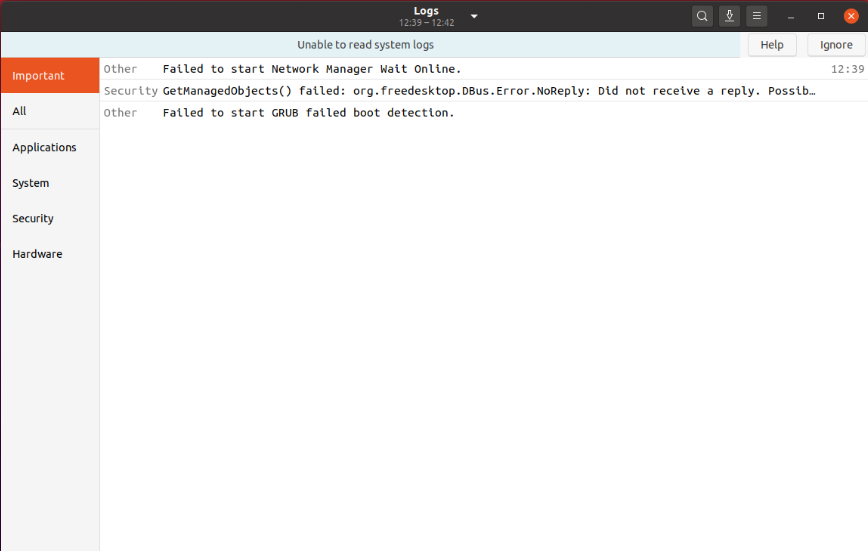 Logs
12:39 – 12:42
Unable to read system logs
Help
Ignore
Important
All
Applications
System
Security
Hardware
Other Failed to start Network Manager Wait Online. 12:39
Security GetManagedObjects() failed: org.freedesktop.DBus.Error.NoReply: Did not receive a reply. Possib…
Other Failed to start GRUB failed boot detection.